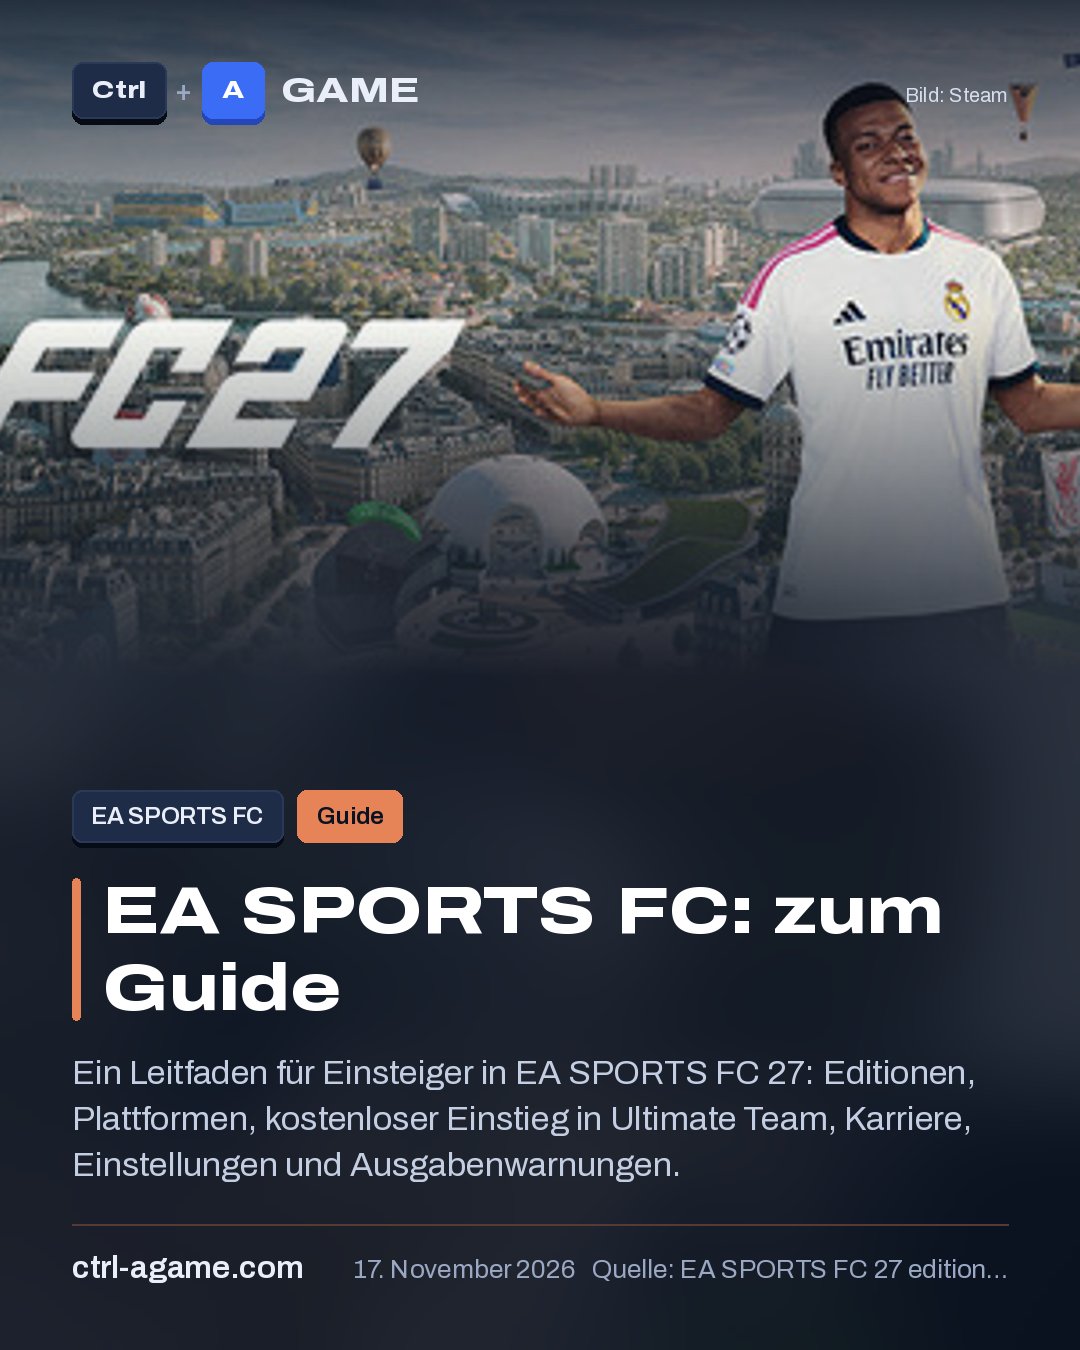 Ctrl + A GAME
Bild: Steam
FC27
Emirates
FLY BETTER
EA SPORTS FC
Guide
EA SPORTS FC: zum
Guide
Ein Leitfaden für Einsteiger in EA SPORTS FC 27: Editionen,
Plattformen, kostenloser Einstieg in Ultimate Team, Karriere,
Einstellungen und Ausgabenwarnungen.
ctrl-agame.com
17. November 2026 Quelle: EA SPORTS FC 27 edition…